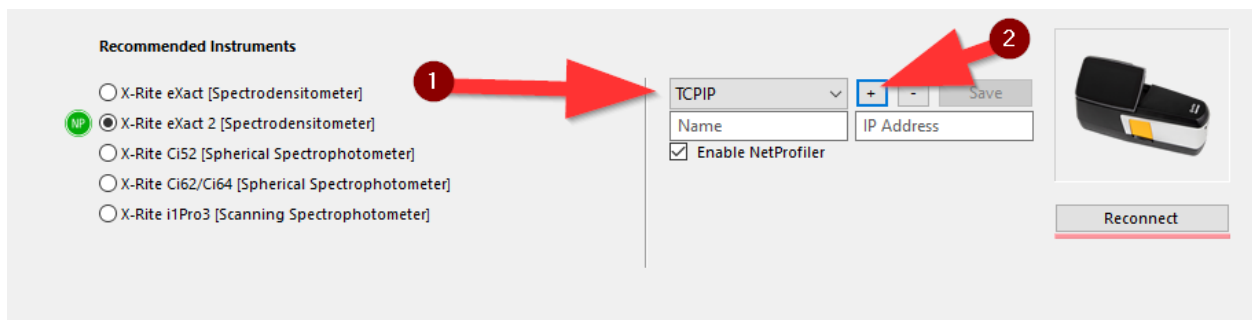 Recommended Instruments
X-Rite eXact [Spectrodensitometer]
NP X-Rite eXact 2 [Spectrodensitometer]
X-Rite Ci52 [Spherical Spectrophotometer]
X-Rite Ci62/Ci64 [Spherical Spectrophotometer]
X-Rite i1Pro3 [Scanning Spectrophotometer]
1
2
TCPIP + - Save
Name IP Address
Enable NetProfiler
Reconnect